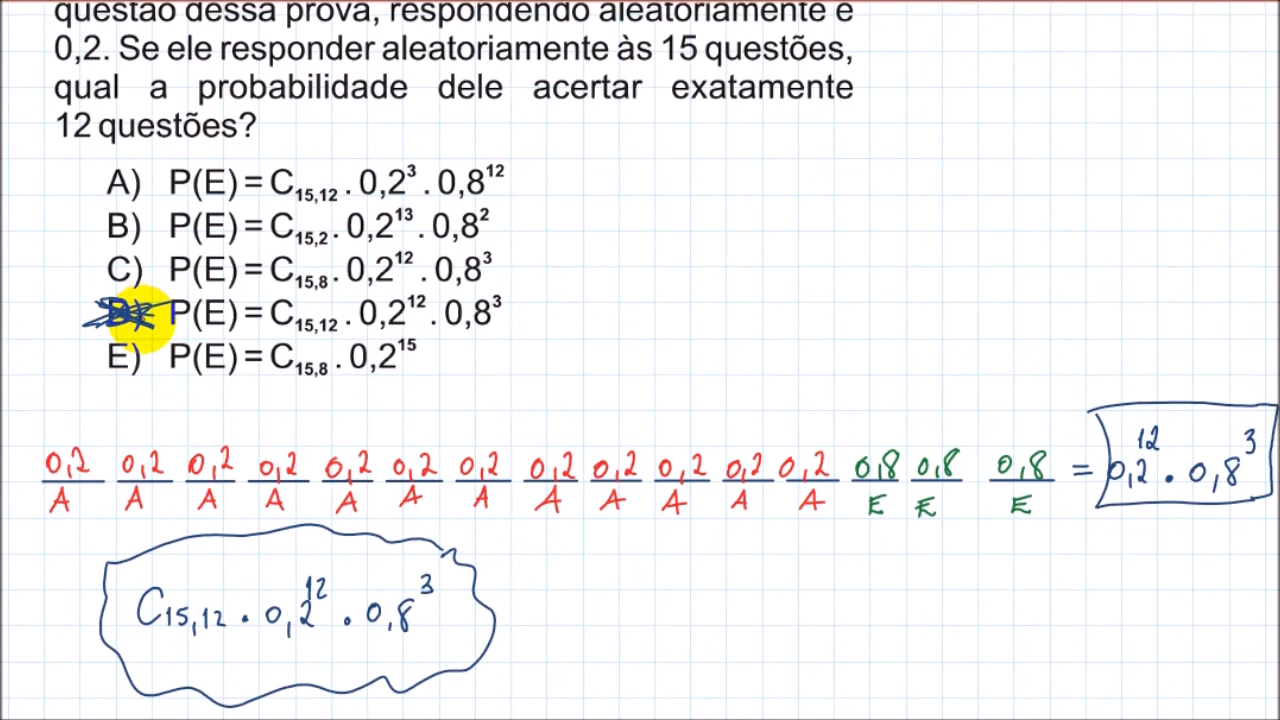 questão dessa prova, respondendo aleatoriamente é
0,2. Se ele responder aleatoriamente às 15 questões,
qual a probabilidade dele acertar exatamente
12 questões?
A) P(E) = C₁₅,₁₂ . 0,2³ . 0,8¹²
B) P(E) = C₁₅,₂ . 0,2¹³ . 0,8²
C) P(E) = C₁₅,₈ . 0,2¹² . 0,8³
D) P(E) = C₁₅,₁₂ . 0,2¹² . 0,8³
E) P(E) = C₁₅,₈ . 0,2¹⁵
0,2 0,2 0,2 0,2 0,2 0,2 0,2 0,2 0,2 0,2 0,2 0,2 0,8 0,8 0,8 = 0,2¹² . 0,8³
A A A A A A A A A A A A E E E
C₁₅,₁₂ . 0,2¹² . 0,8³